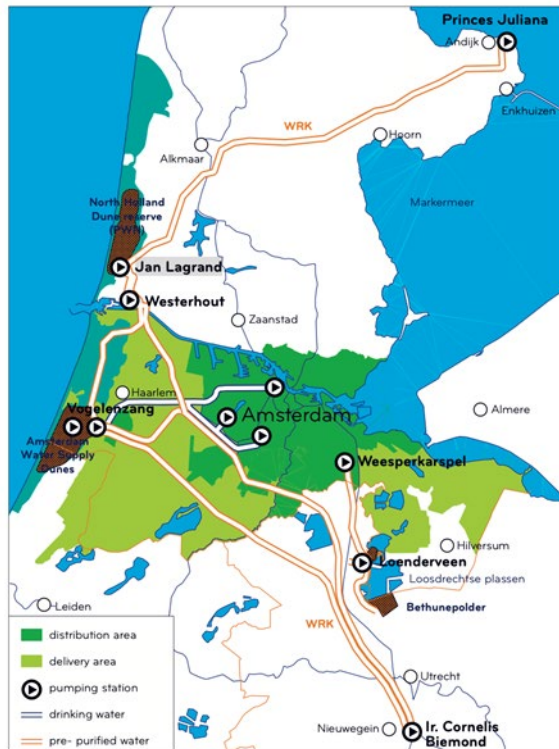 Princes Juliana
Andijk
Enkhuizen
WRK
Hoorn
Alkmaar
Markermeer
North Holland
Dune reserve
(PWN)
Jan Lagrand
Westerhout
Zaanstad
Haarlem
Almere
Vogelenzang
Amsterdam
Amsterdam
Water Supply
Dunes
Weesperkarspel
Hilversum
Loenderveen
Loosdrechtse plassen
Bethunepolder
Leiden
WRK
Utrecht
Nieuwegein
Ir. Cornelis
Biemond
distribution area
delivery area
pumping station
drinking water
pre- purified water